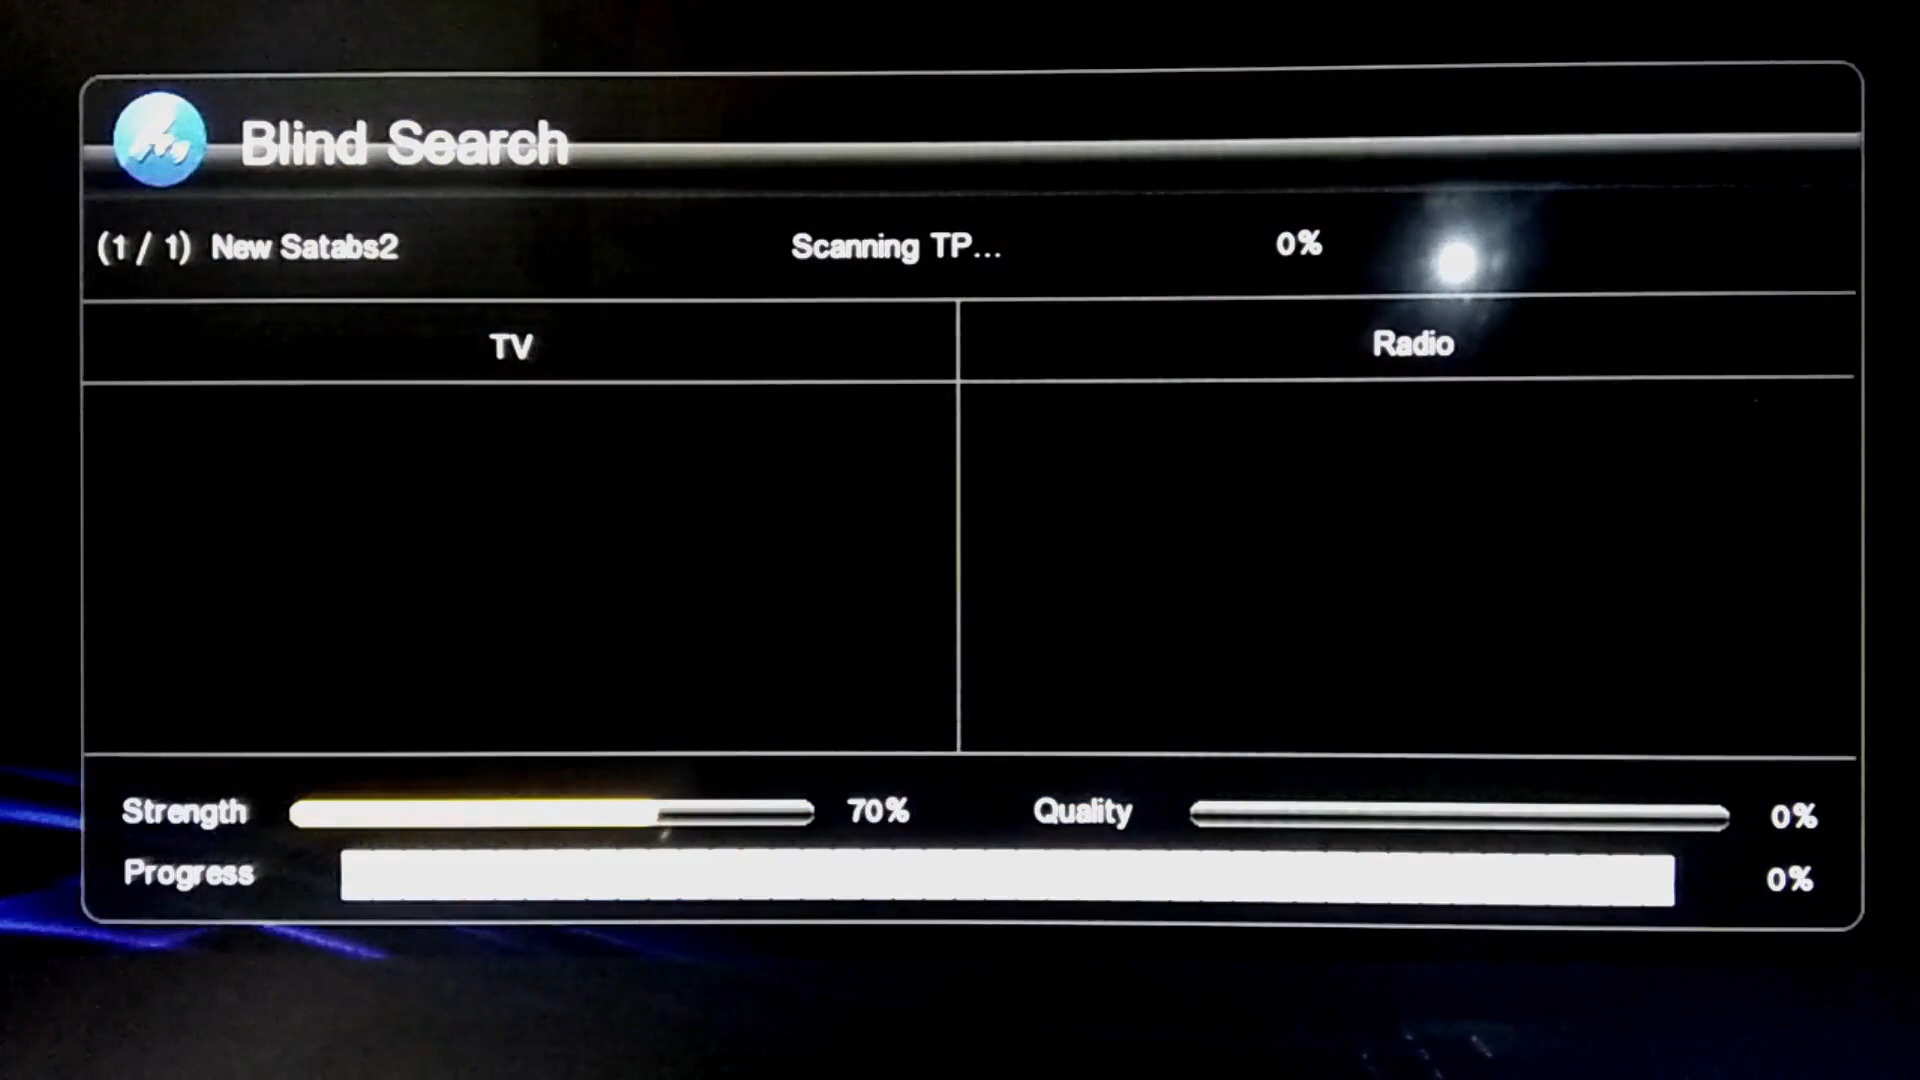 Blind Search
(1 / 1) New Satabs2 Scanning TP... 0%
TV Radio
Strength 70% Quality 0%
Progress 0%